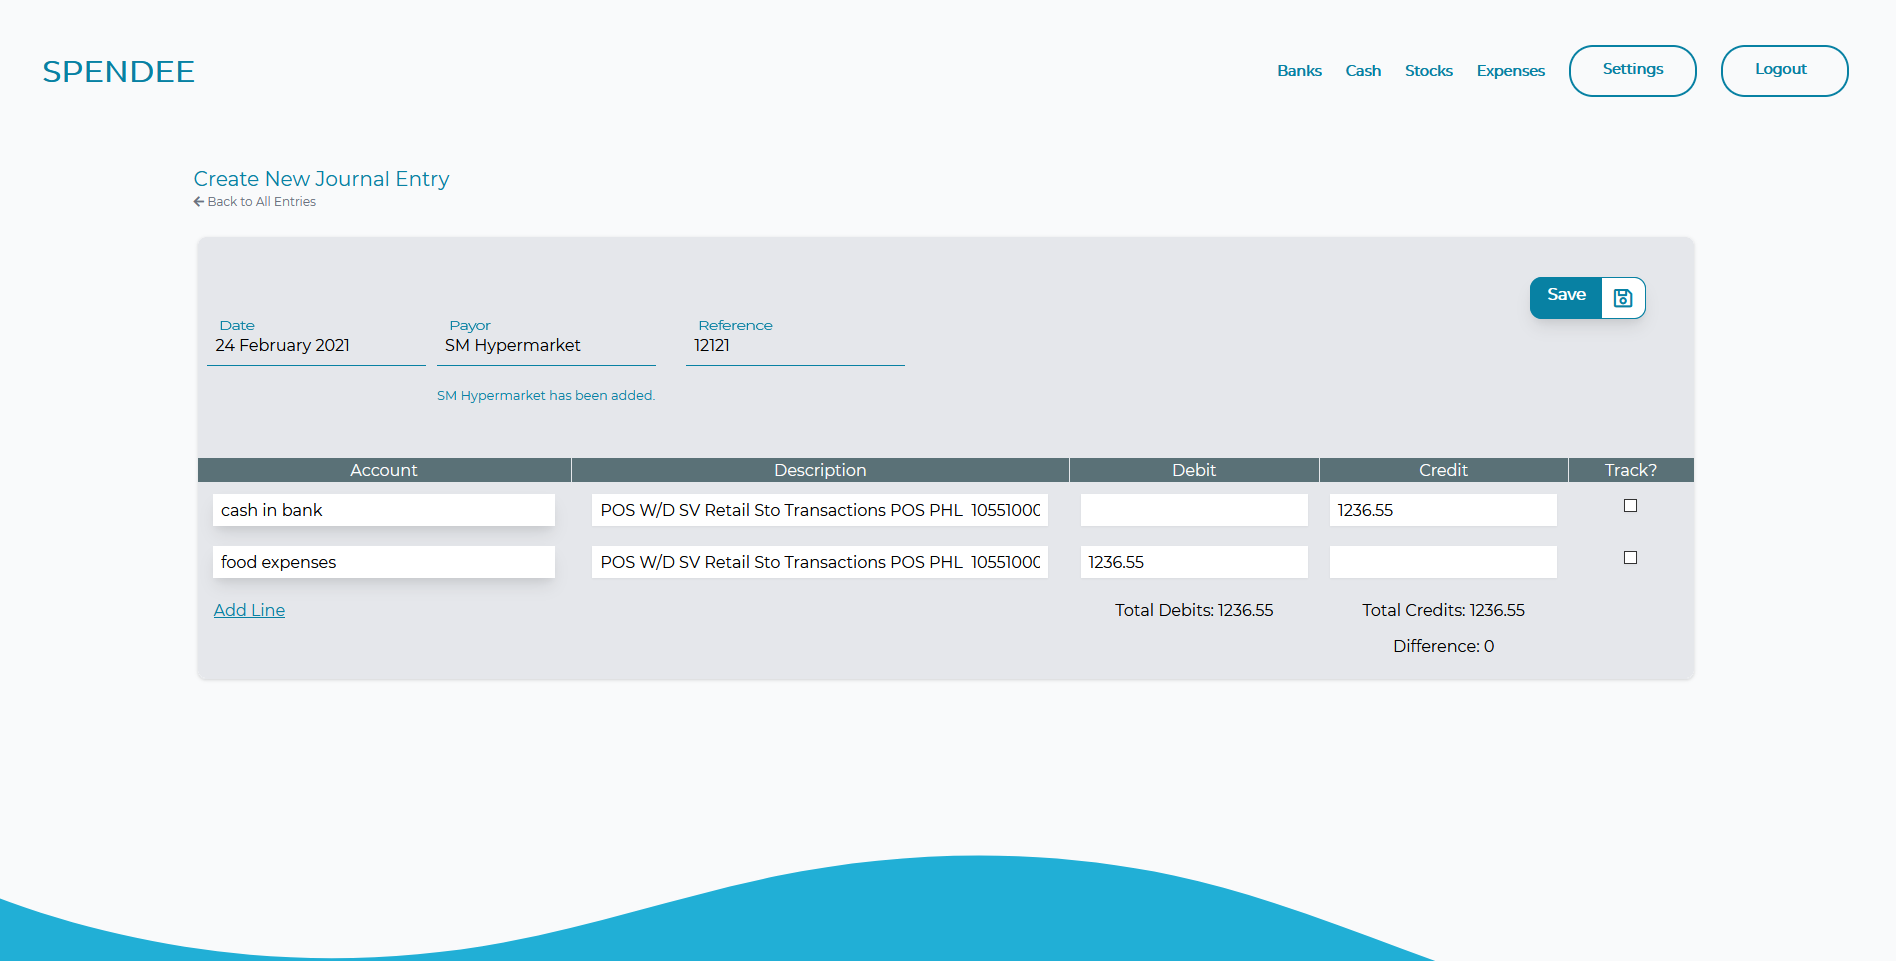 SPENDEE
Banks Cash Stocks Expenses Settings Logout
Create New Journal Entry
Back to All Entries
Save
Date Payor Reference
24 February 2021 SM Hypermarket 12121
SM Hypermarket has been added.
Account Description Debit Credit Track?
cash in bank POS W/D SV Retail Sto Transactions POS PHL 1055100 1236.55
food expenses POS W/D SV Retail Sto Transactions POS PHL 1055100 1236.55
Add Line Total Debits: 1236.55 Total Credits: 1236.55
Difference: 0